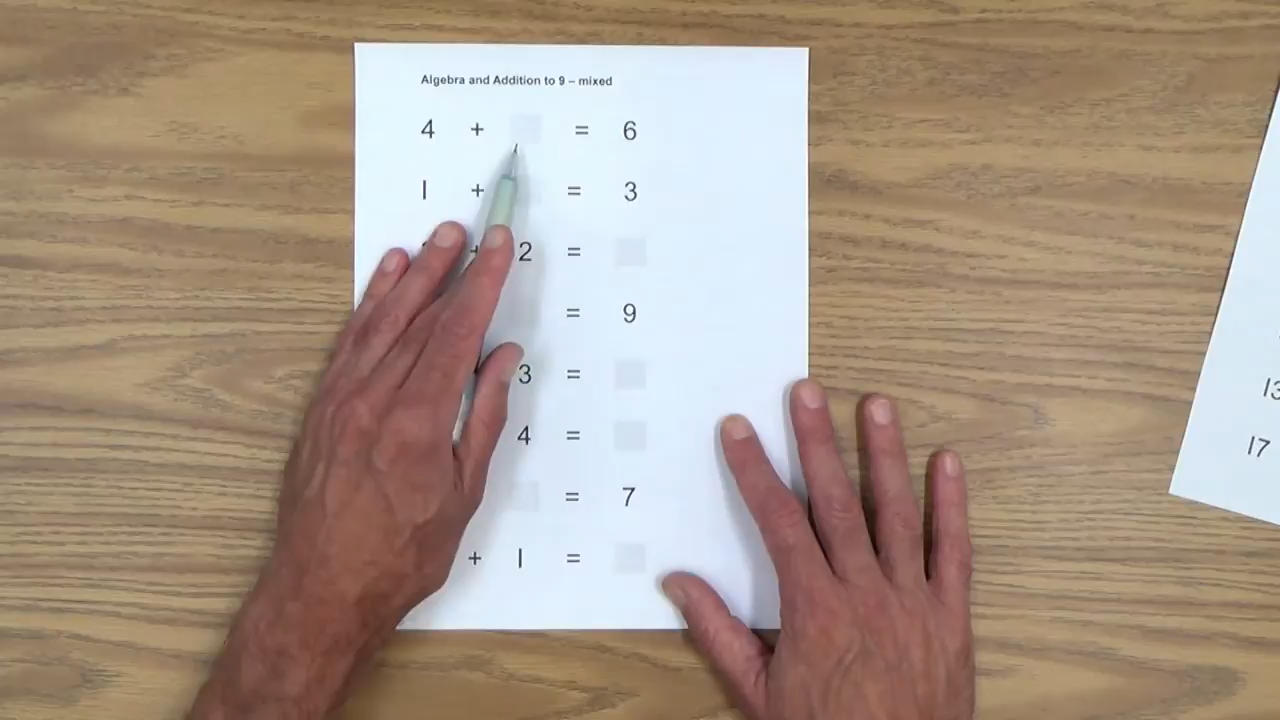 Algebra and Addition to 9 – mixed
4 + = 6
1 + = 3
+ 2 =
= 9
3 =
4 =
= 7
+ 1 =
13
17